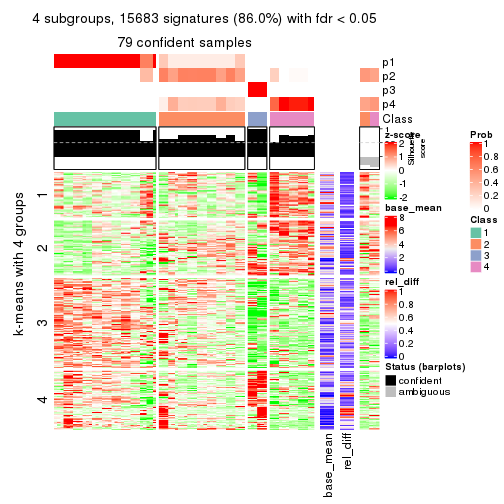 4 subgroups, 15683 signatures (86.0%) with fdr < 0.05
79 confident samples
p1
p2
p3
p4
Class
Silhouette
score
k-means with 4 groups
1
2
3
4
base_mean
rel_diff
z-score
2
1
0
-1
-2
base_mean
8
6
4
2
0
rel_diff
1
0.8
0.6
0.4
0.2
0
Status (barplots)
confident
ambiguous
Prob
1
0.8
0.6
0.4
0.2
0
Class
1
2
3
4